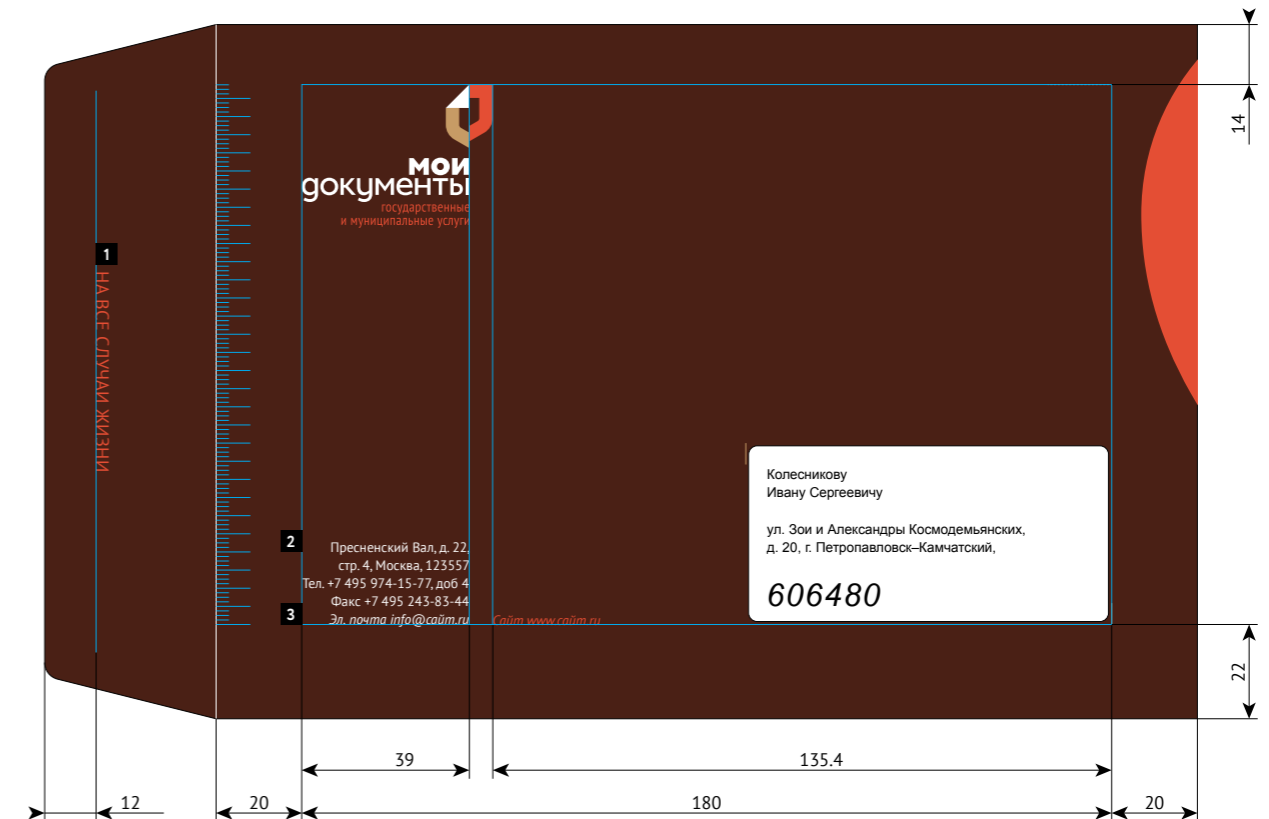 14
мои
документы
государственные
и муниципальные услуги
1
НА ВСЕ СЛУЧАИ ЖИЗНИ
Колесникову
Ивану Сергеевичу
ул. Зои и Александры Космодемьянских,
д. 20, г. Петропавловск–Камчатский,
606480
2
Пресненский Вал, д. 22,
стр. 4, Москва, 123557
Тел. +7 495 974-15-77, доб 4
Факс +7 495 243-83-44
3
Эл. почта info@сайт.ru
Сайт www.сайт.ru
22
39
135.4
12
20
180
20